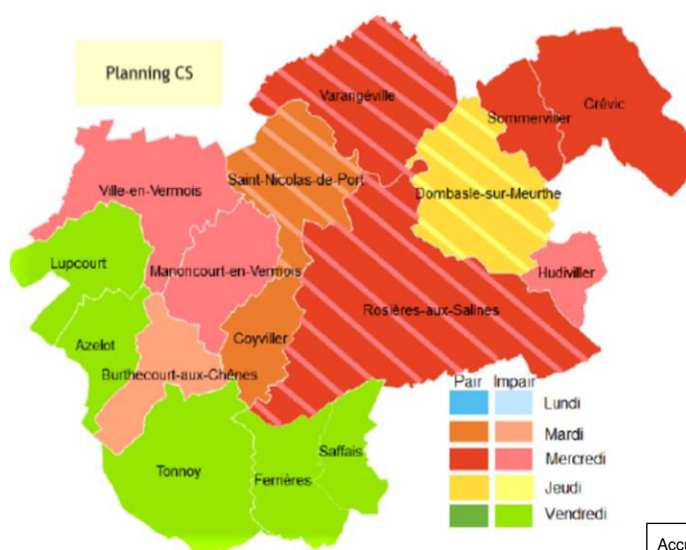 Planning CS
Varangéville
Crévic
Sommerviller
Saint-Nicolas-de-Port
Ville-en-Vermois
Dombasle-sur-Meurthe
Lupcourt
Manoncourt-en-Vermois
Hudiviller
Rosières-aux-Salines
Azelot
Coyviller
Burthecourt-aux-Chênes
Pair Impair
Lundi
Mardi
Mercredi
Jeudi
Vendredi
Saffais
Tonnoy
Ferrières